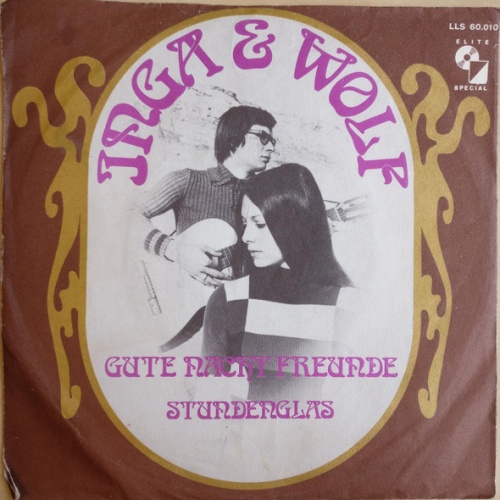 LLS 60.010
ELITE
SPECIAL
INGA & WOLF
GUTE NACHT FREUNDE
STUNDENGLAS